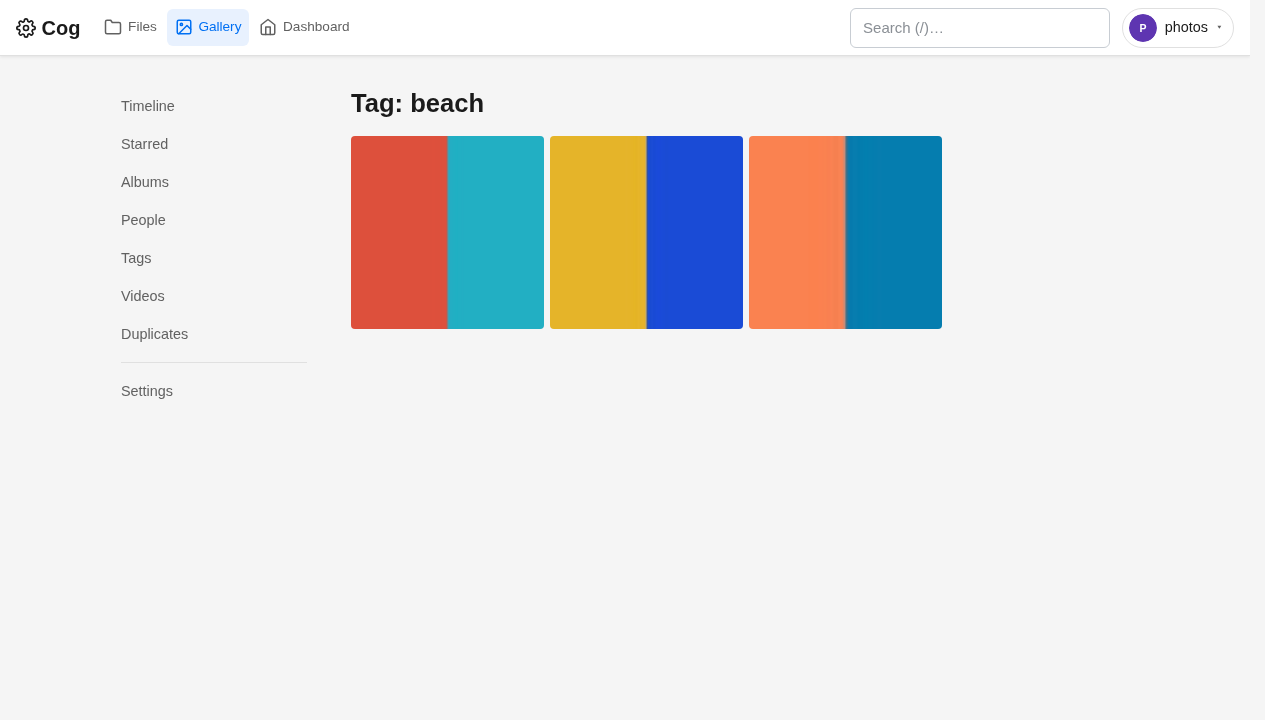 Cog
Files
Gallery
Dashboard
Search (/)…
P
photos
Timeline
Starred
Albums
People
Tags
Videos
Duplicates
Settings
Tag: beach